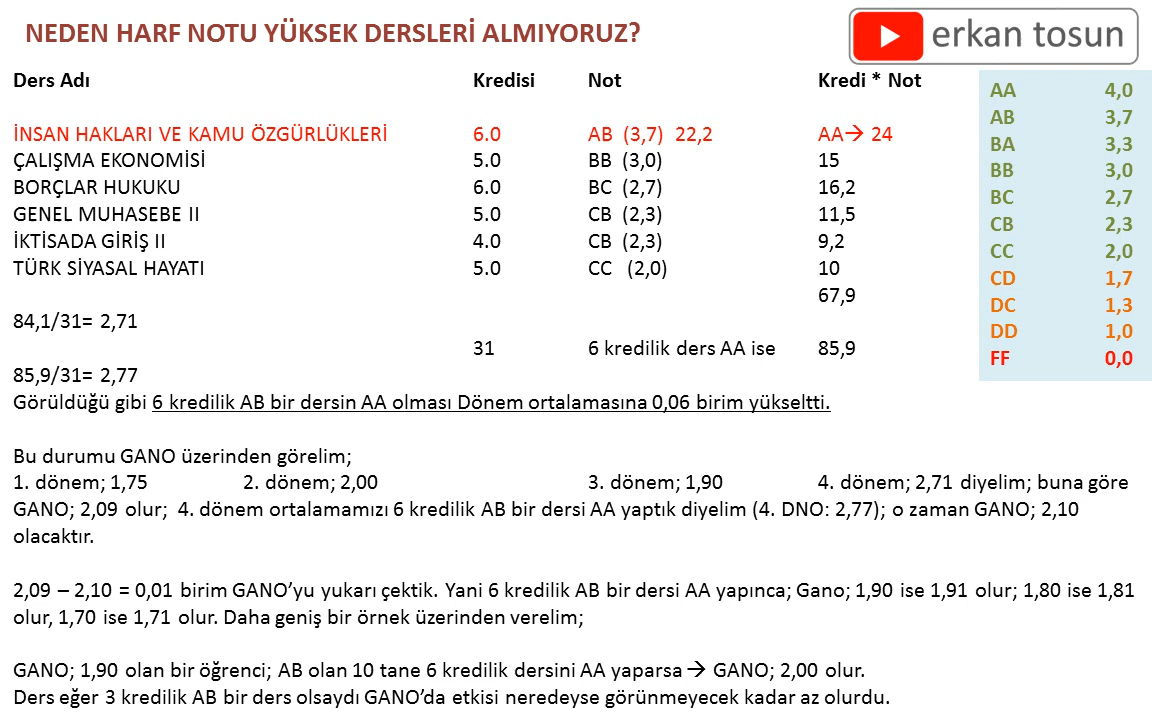 NEDEN HARF NOTU YÜKSEK DERSLERİ ALMIYORUZ?
erkan tosun
Ders Adı Kredisi Not Kredi * Not
İNSAN HAKLARI VE KAMU ÖZGÜRLÜKLERİ 6.0 AB (3,7) 22,2 AA→ 24
ÇALIŞMA EKONOMİSİ 5.0 BB (3,0) 15
BORÇLAR HUKUKU 6.0 BC (2,7) 16,2
GENEL MUHASEBE II 5.0 CB (2,3) 11,5
İKTİSADA GİRİŞ II 4.0 CB (2,3) 9,2
TÜRK SİYASAL HAYATI 5.0 CC (2,0) 10
67,9
84,1/31= 2,71
31 6 kredilik ders AA ise 85,9
85,9/31= 2,77
AA 4,0
AB 3,7
BA 3,3
BB 3,0
BC 2,7
CB 2,3
CC 2,0
CD 1,7
DC 1,3
DD 1,0
FF 0,0
Görüldüğü gibi 6 kredilik AB bir dersin AA olması Dönem ortalamasına 0,06 birim yükseltti.
Bu durumu GANO üzerinden görelim;
1. dönem; 1,75 2. dönem; 2,00 3. dönem; 1,90 4. dönem; 2,71 diyelim; buna göre
GANO; 2,09 olur; 4. dönem ortalamamızı 6 kredilik AB bir dersi AA yaptık diyelim (4. DNO: 2,77); o zaman GANO; 2,10
olacaktır.
2,09 – 2,10 = 0,01 birim GANO’yu yukarı çektik. Yani 6 kredilik AB bir dersi AA yapınca; Gano; 1,90 ise 1,91 olur; 1,80 ise 1,81
olur, 1,70 ise 1,71 olur. Daha geniş bir örnek üzerinden verelim;
GANO; 1,90 olan bir öğrenci; AB olan 10 tane 6 kredilik dersini AA yaparsa→ GANO; 2,00 olur.
Ders eğer 3 kredilik AB bir ders olsaydı GANO’da etkisi neredeyse görünmeyecek kadar az olurdu.